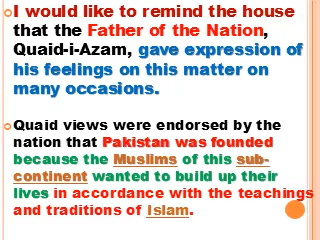 I would like to remind the house
that the Father of the Nation,
Quaid-i-Azam, gave expression of
his feelings on this matter on
many occasions.
Quaid views were endorsed by the
nation that Pakistan was founded
because the Muslims of this sub-
continent wanted to build up their
lives in accordance with the teachings
and traditions of Islam.